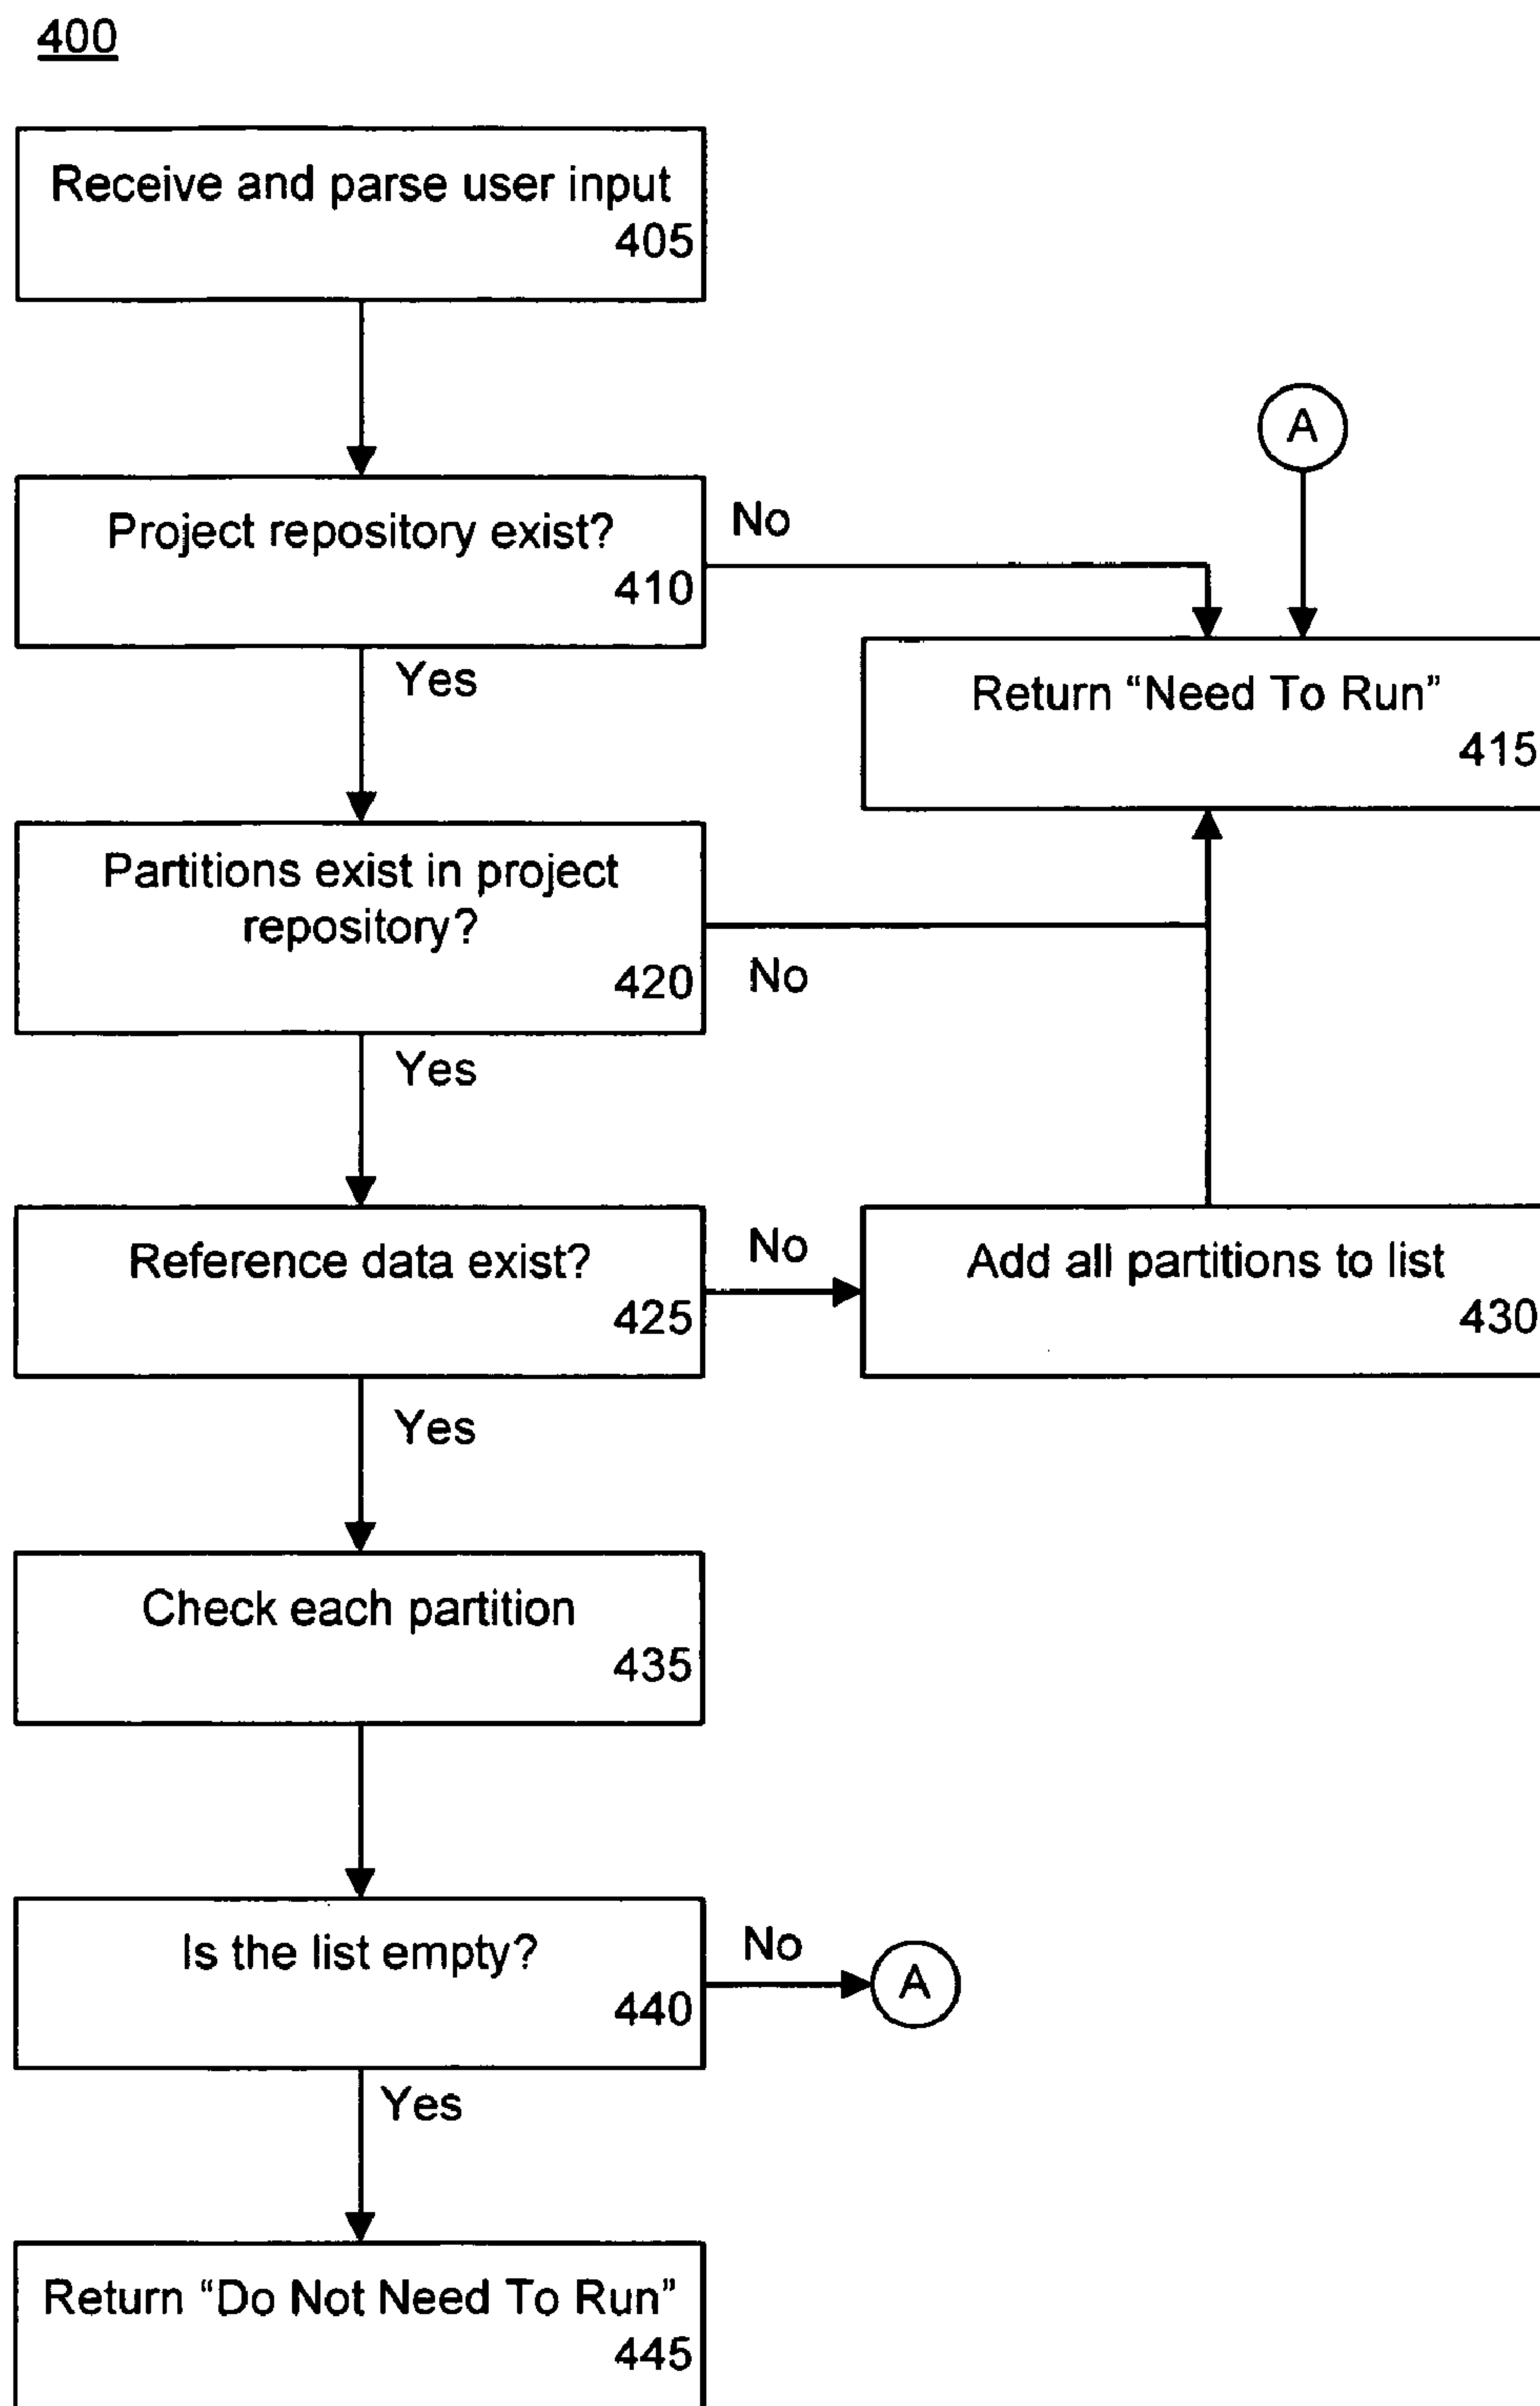 400
Receive and parse user input
405
A
Project repository exist?
410
No
Yes
Return “Need To Run”
415
Partitions exist in project
repository?
420
No
Yes
Reference data exist?
425
No
Add all partitions to list
430
Yes
Check each partition
435
Is the list empty?
440
No
A
Yes
Return “Do Not Need To Run”
445